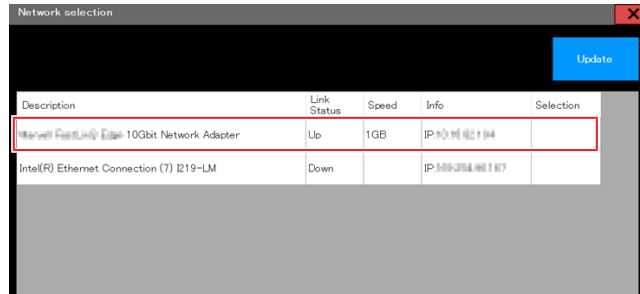 Network selection
Update
Description Link Status Speed Info Selection
10Gbit Network Adapter Up 1GB IP:
Intel(R) Ethernet Connection (7) I219-LM Down IP: